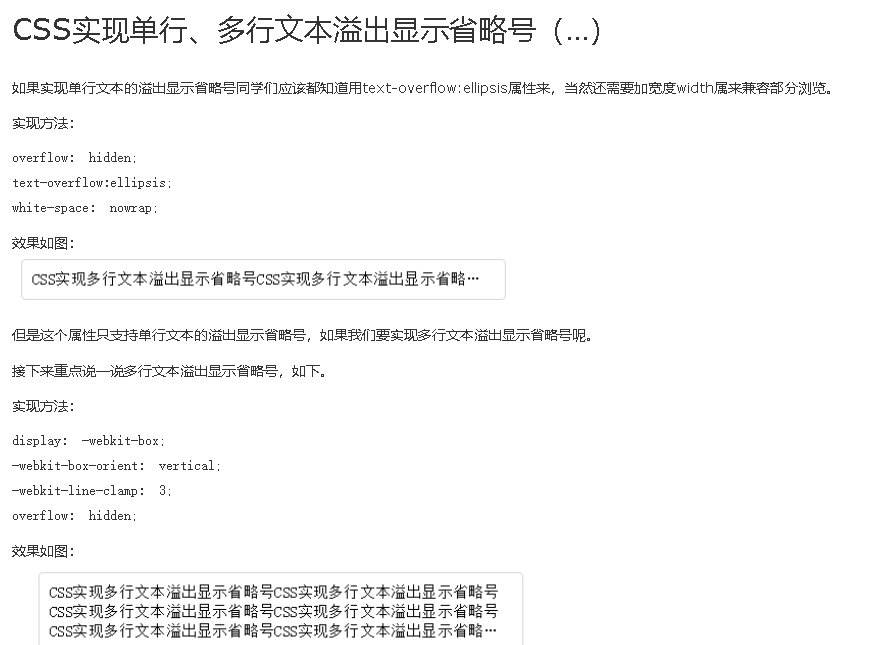 CSS实现单行、多行文本溢出显示省略号（…）
如果实现单行文本的溢出显示省略号同学们应该都知道用text-overflow:ellipsis属性来，当然还需要加宽度width属来兼容部分浏览。
实现方法：
overflow: hidden;
text-overflow:ellipsis;
white-space: nowrap;
效果如图：
CSS实现多行文本溢出显示省略号CSS实现多行文本溢出显示省略…
但是这个属性只支持单行文本的溢出显示省略号，如果我们要实现多行文本溢出显示省略号呢。
接下来重点说一说多行文本溢出显示省略号，如下。
实现方法：
display: -webkit-box;
-webkit-box-orient: vertical;
-webkit-line-clamp: 3;
overflow: hidden;
效果如图：
CSS实现多行文本溢出显示省略号CSS实现多行文本溢出显示省略号
CSS实现多行文本溢出显示省略号CSS实现多行文本溢出显示省略号
CSS实现多行文本溢出显示省略号CSS实现多行文本溢出显示省略…